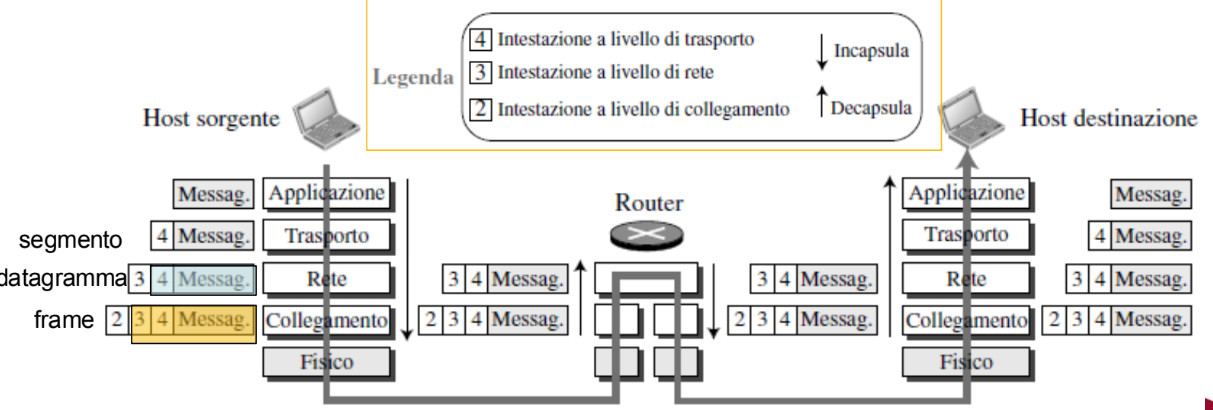 4 Intestazione a livello di trasporto
Incapsula
Legenda
3 Intestazione a livello di rete
2 Intestazione a livello di collegamento
Decapsula
Host sorgente
Host destinazione
Router
Messag. Applicazione
Applicazione Messag.
segmento 4 Messag. Trasporto
Trasporto 4 Messag.
datagramma 3 4 Messag. Rete 3 4 Messag. 3 4 Messag. Rete 3 4 Messag.
frame 2 3 4 Messag. Collegamento 2 3 4 Messag. 2 3 4 Messag. Collegamento 2 3 4 Messag.
Fisico
Fisico